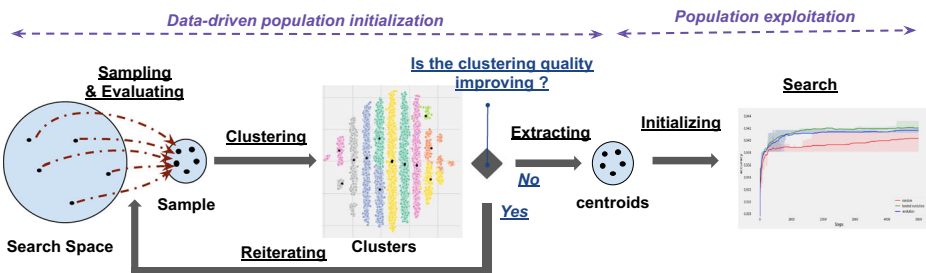 Data-driven population initialization
Population exploitation
Is the clustering quality
improving ?
Sampling
& Evaluating
Clustering
Extracting
Initializing
Search
No
Yes
Sample
centroids
Search Space
Clusters
Reiterating
Steps